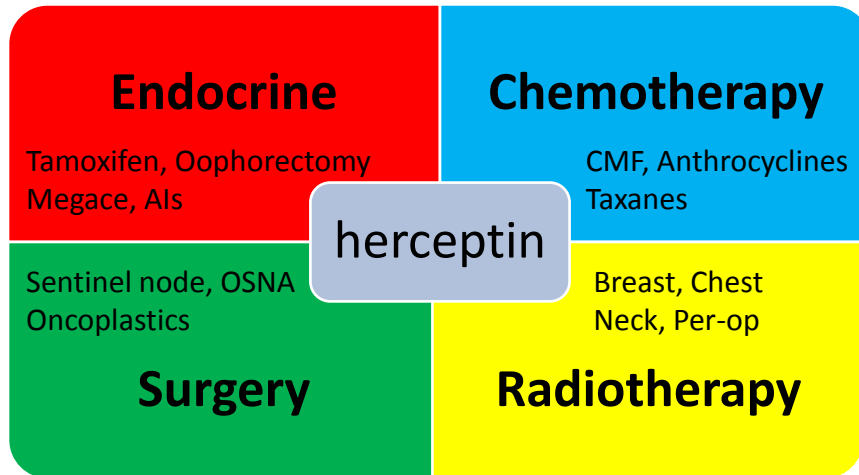 Endocrine
Tamoxifen, Oophorectomy
Megace, AIs
Chemotherapy
CMF, Anthrocyclines
Taxanes
herceptin
Sentinel node, OSNA
Oncoplastics
Surgery
Breast, Chest
Neck, Per-op
Radiotherapy